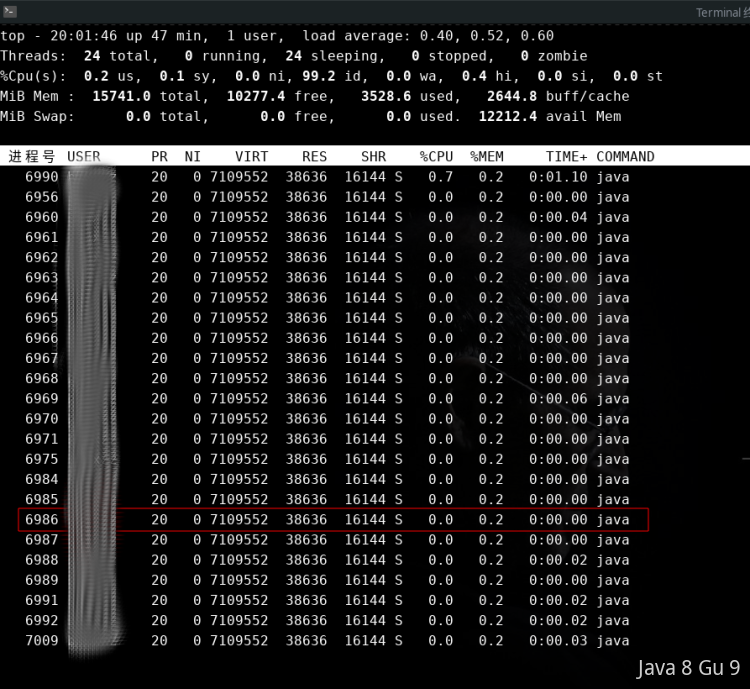 Terminal 终
top - 20:01:46 up 47 min,  1 user,  load average: 0.40, 0.52, 0.60
Threads:  24 total,   0 running,  24 sleeping,   0 stopped,   0 zombie
%Cpu(s):  0.2 us,  0.1 sy,  0.0 ni, 99.2 id,  0.0 wa,  0.4 hi,  0.0 si,  0.0 st
MiB Mem :  15741.0 total,  10277.4 free,   3528.6 used,   2644.8 buff/cache
MiB Swap:      0.0 total,      0.0 free,      0.0 used.  12212.4 avail Mem
进程号 USER PR NI VIRT RES SHR %CPU %MEM TIME+ COMMAND
6990 20 0 7109552 38636 16144 S 0.7 0.2 0:01.10 java
6956 20 0 7109552 38636 16144 S 0.0 0.2 0:00.00 java
6960 20 0 7109552 38636 16144 S 0.0 0.2 0:00.04 java
6961 20 0 7109552 38636 16144 S 0.0 0.2 0:00.00 java
6962 20 0 7109552 38636 16144 S 0.0 0.2 0:00.00 java
6963 20 0 7109552 38636 16144 S 0.0 0.2 0:00.00 java
6964 20 0 7109552 38636 16144 S 0.0 0.2 0:00.00 java
6965 20 0 7109552 38636 16144 S 0.0 0.2 0:00.00 java
6966 20 0 7109552 38636 16144 S 0.0 0.2 0:00.00 java
6967 20 0 7109552 38636 16144 S 0.0 0.2 0:00.00 java
6968 20 0 7109552 38636 16144 S 0.0 0.2 0:00.00 java
6969 20 0 7109552 38636 16144 S 0.0 0.2 0:00.06 java
6970 20 0 7109552 38636 16144 S 0.0 0.2 0:00.00 java
6971 20 0 7109552 38636 16144 S 0.0 0.2 0:00.00 java
6975 20 0 7109552 38636 16144 S 0.0 0.2 0:00.00 java
6984 20 0 7109552 38636 16144 S 0.0 0.2 0:00.00 java
6985 20 0 7109552 38636 16144 S 0.0 0.2 0:00.00 java
6986 20 0 7109552 38636 16144 S 0.0 0.2 0:00.00 java
6987 20 0 7109552 38636 16144 S 0.0 0.2 0:00.00 java
6988 20 0 7109552 38636 16144 S 0.0 0.2 0:00.02 java
6989 20 0 7109552 38636 16144 S 0.0 0.2 0:00.00 java
6991 20 0 7109552 38636 16144 S 0.0 0.2 0:00.02 java
6992 20 0 7109552 38636 16144 S 0.0 0.2 0:00.02 java
7009 20 0 7109552 38636 16144 S 0.0 0.2 0:00.03 java
Java 8 Gu 9